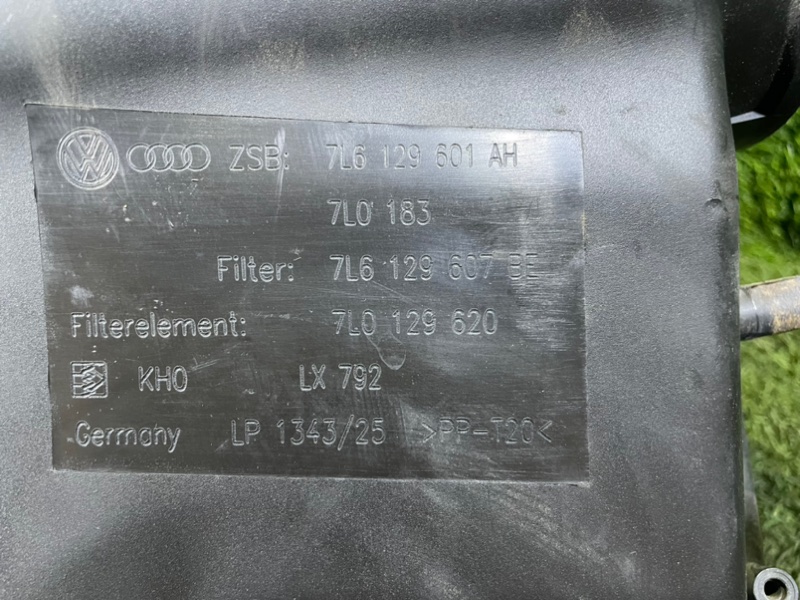 ZSB: 7L6 129 601 AH
7L0 183
Filter: 7L6 129 607 BE
Filterelement: 7L0 129 620
KHO LX 792
Germany LP 1343/25 >PP-T20<